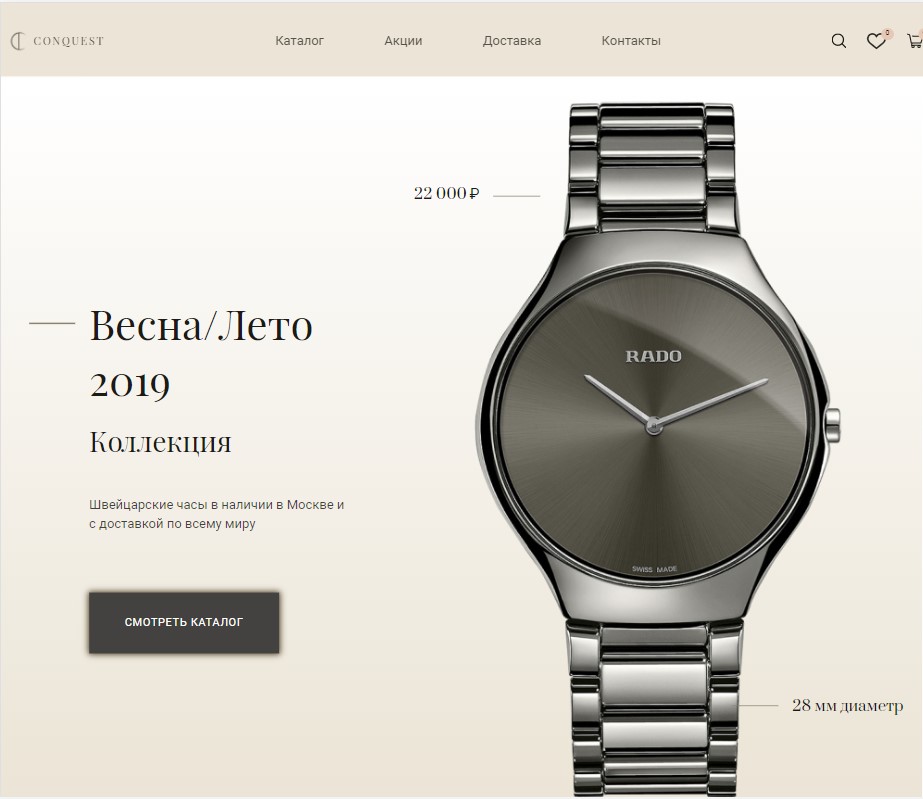 CONQUEST
Каталог
Акции
Доставка
Контакты
0
22 000 ₽
Весна/Лето
2019
Коллекция
Швейцарские часы в наличии в Москве и
с доставкой по всему миру
СМОТРЕТЬ КАТАЛОГ
RADO
SWISS MADE
28 мм диаметр